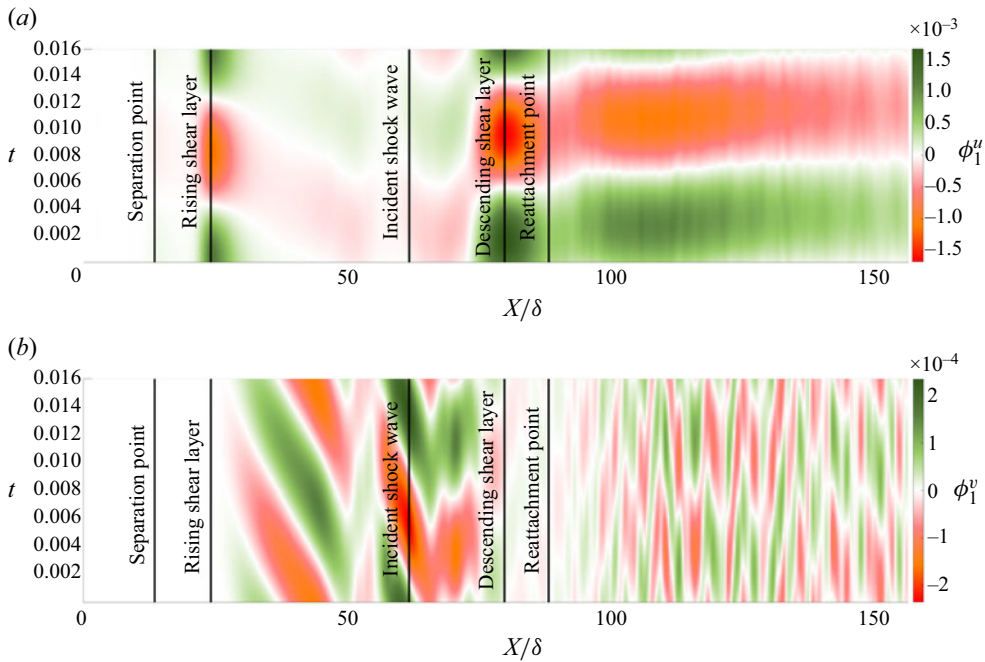 (a)
×10⁻³
0.016
0.014
0.012
0.010
t
0.008
0.006
0.004
0.002
0
50
100
150
X/δ
Separation point
Rising shear layer
Incident shock wave
Descending shear layer
Reattachment point
1.5
1.0
0.5
0
−0.5
−1.0
−1.5
ϕ₁ᵘ
(b)
×10⁻⁴
0.016
0.014
0.012
0.010
t
0.008
0.006
0.004
0.002
0
50
100
150
X/δ
Separation point
Rising shear layer
Incident shock wave
Descending shear layer
Reattachment point
2
1
0
−1
−2
ϕ₁ᵛ